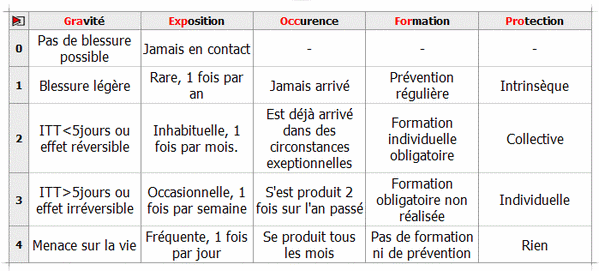 Gravité Exposition Occurence Formation Protection
0 Pas de blessure possible Jamais en contact - - -
1 Blessure légère Rare, 1 fois par an Jamais arrivé Prévention régulière Intrinsèque
2 ITT<5jours ou effet réversible Inhabituelle, 1 fois par mois. Est déjà arrivé dans des circonstances exeptionnelles Formation individuelle obligatoire Collective
3 ITT>5jours ou effet irréversible Occasionnelle, 1 fois par semaine S'est produit 2 fois sur l'an passé Formation obligatoire non réalisée Individuelle
4 Menace sur la vie Fréquente, 1 fois par jour Se produit tous les mois Pas de formation ni de prévention Rien